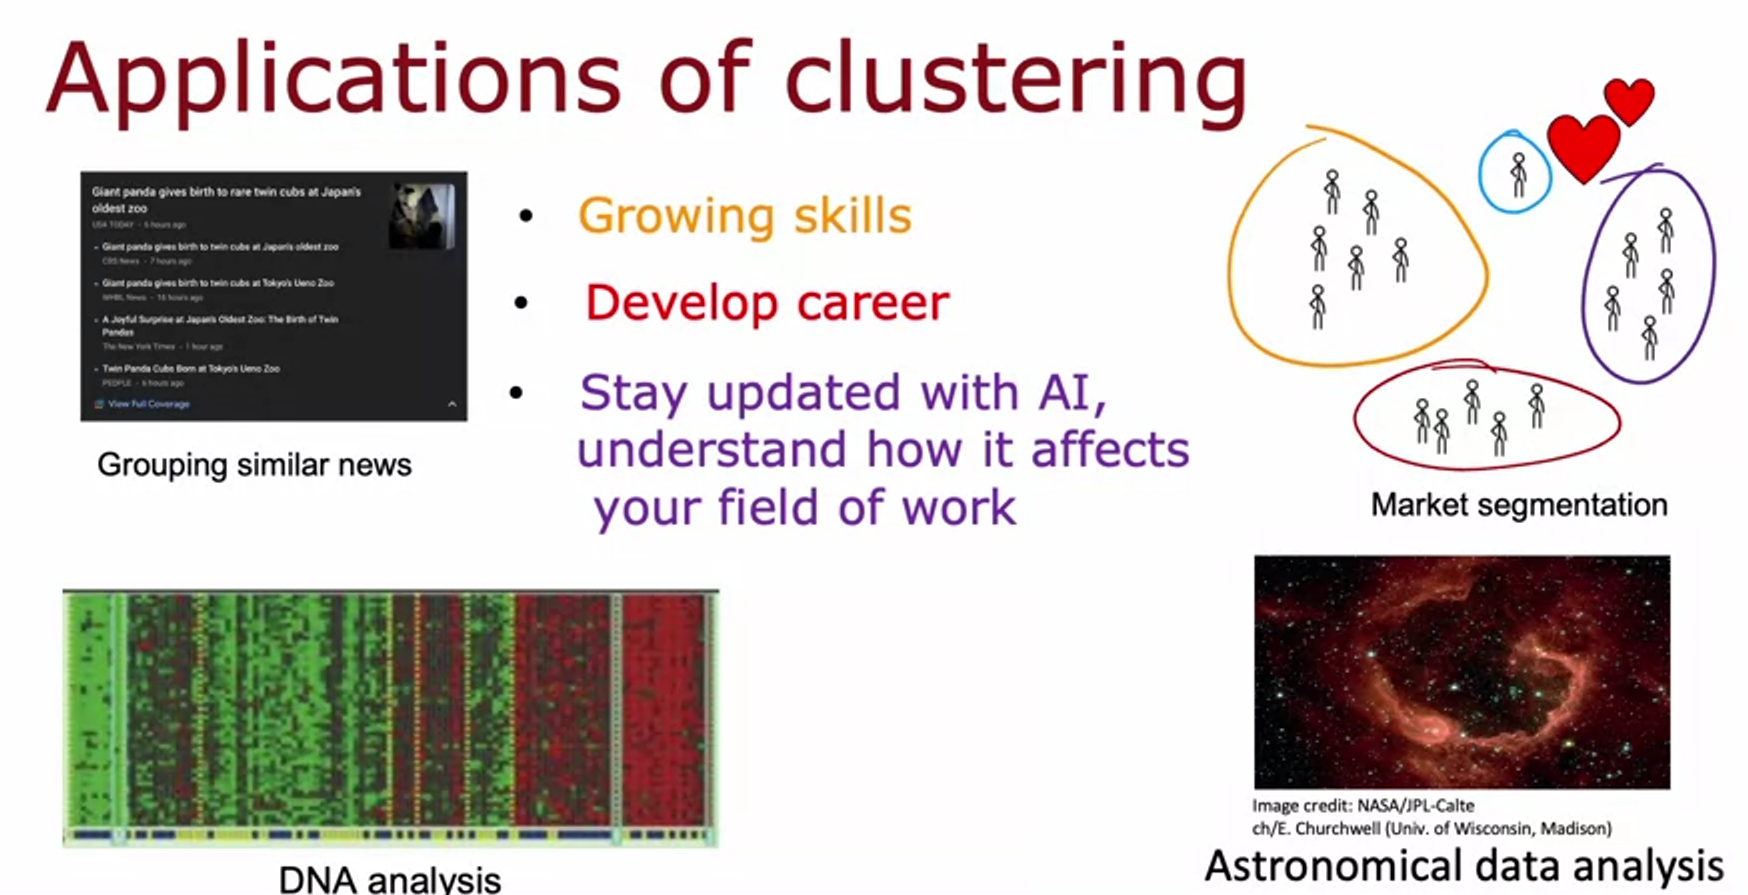 Applications of clustering
Giant panda gives birth to rare twin cubs at Japan's
oldest zoo
USA TODAY · 6 hours ago
Giant panda gives birth to twin cubs at Japan's oldest zoo
CBS News · 7 hours ago
Giant panda gives birth to twin cubs at Tokyo's Ueno Zoo
WHBL News · 16 hours ago
A Joyful Surprise at Japan's Oldest Zoo: The Birth of Twin
Pandas
The New York Times · 1 hour ago
Twin Panda Cubs Born at Tokyo's Ueno Zoo
PEOPLE · 6 hours ago
View Full Coverage
Grouping similar news
• Growing skills
• Develop career
• Stay updated with AI,
understand how it affects
your field of work
Market segmentation
DNA analysis
Image credit: NASA/JPL-Calte
ch/E. Churchwell (Univ. of Wisconsin, Madison)
Astronomical data analysis